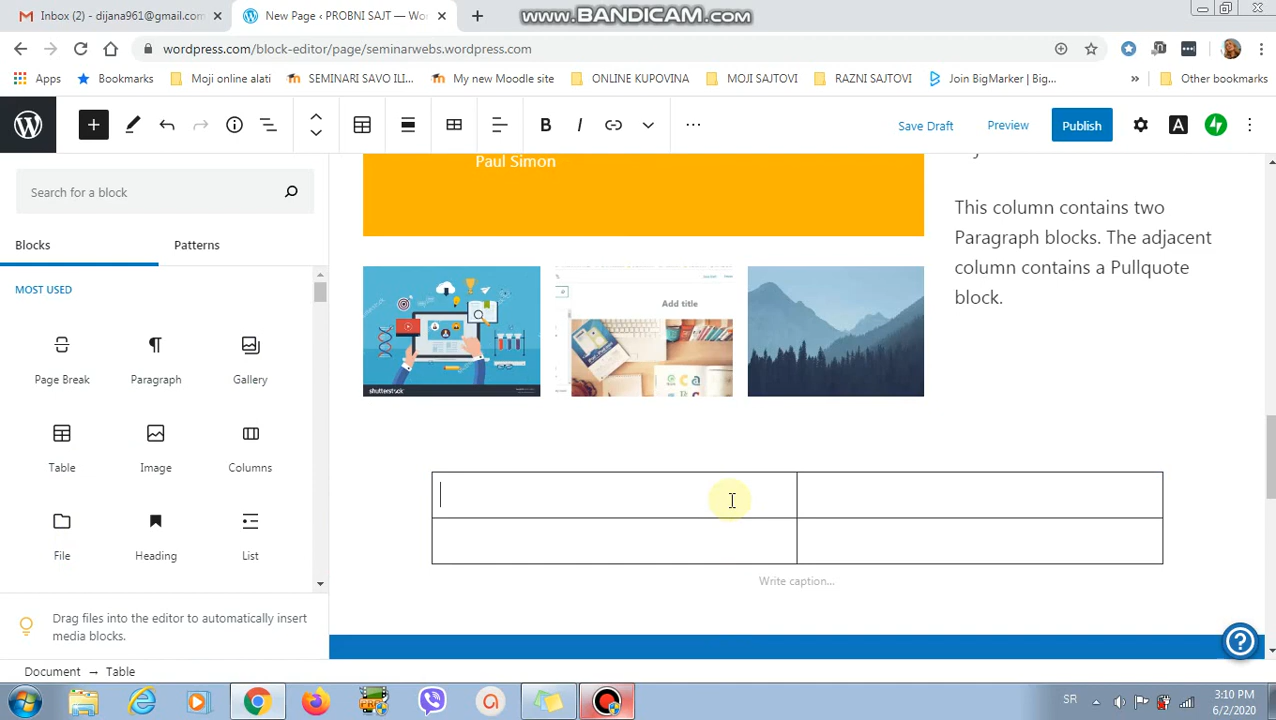 Inbox (2) - dijana961@gmail.com
New Page ‹ PROBNI SAJT — Wor
www.BANDICAM.com
wordpress.com/block-editor/page/seminarwebs.wordpress.com
Apps
Bookmarks
Moji online alati
SEMINARI SAVO ILI...
My new Moodle site
ONLINE KUPOVINA
MOJI SAJTOVI
RAZNI SAJTOVI
Join BigMarker | Big...
»
Other bookmarks
Save Draft
Preview
Publish
Search for a block
Blocks
Patterns
MOST USED
Page Break
Paragraph
Gallery
Table
Image
Columns
File
Heading
List
Drag files into the editor to automatically insert
media blocks.
Paul Simon
This column contains two
Paragraph blocks. The adjacent
column contains a Pullquote
block.
shutterstock
Add title
Write caption...
Document → Table
SR
3:10 PM
6/2/2020